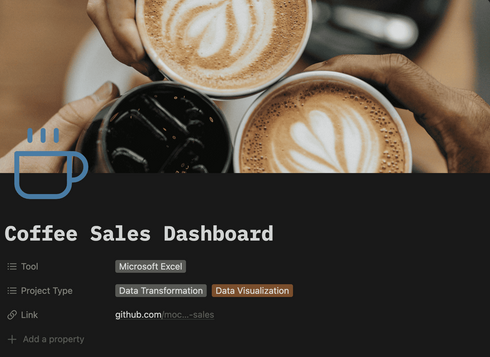 Coffee Sales Dashboard
Tool Microsoft Excel
Project Type Data Transformation Data Visualization
Link github.com/moc...-sales
Add a property